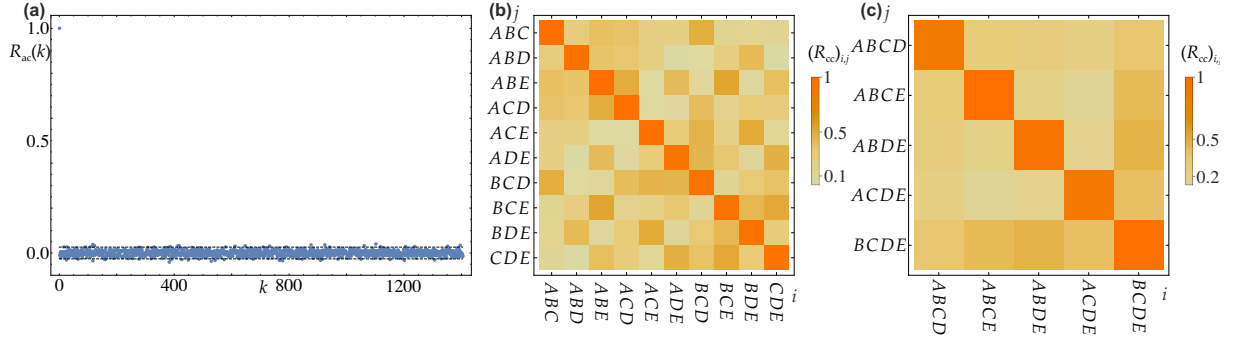 (a)
R_ac(k)
1.0
0.5
0.0
0
400
k
800
1200
(b)
j
ABC
ABD
ABE
ACD
ACE
ADE
BCD
BCE
BDE
CDE
ABC
ABD
ABE
ACD
ACE
ADE
BCD
BCE
BDE
CDE
i
(R_cc)_i,j
1
0.5
0.1
(c)
j
ABCD
ABCE
ABDE
ACDE
BCDE
ABCD
ABCE
ABDE
ACDE
BCDE
i
(R_cc)_i,
1
0.5
0.2